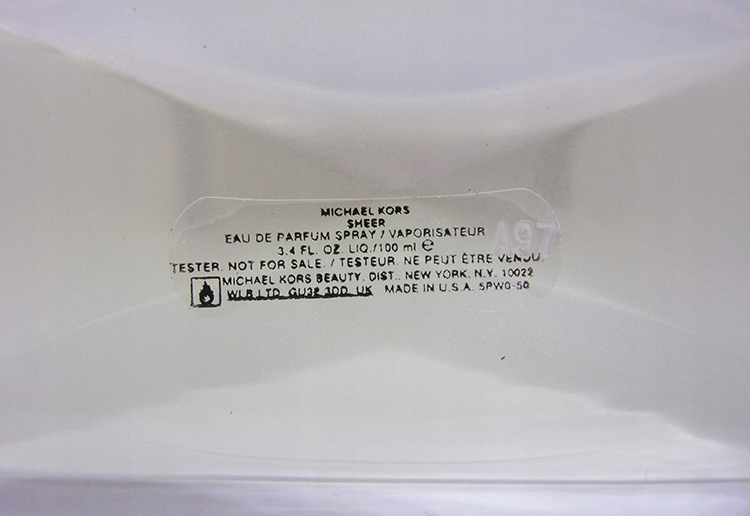 MICHAEL KORS
SHEER
EAU DE PARFUM SPRAY / VAPORISATEUR
3.4 FL. OZ. LIQ./100 ml ℮
A97
TESTER. NOT FOR SALE. / TESTEUR. NE PEUT ÊTRE VENDU.
MICHAEL KORS BEAUTY, DIST., NEW YORK, N.Y. 10022
WLB LTD, GU32 3DD, UK MADE IN U.S.A. 5PW0-50